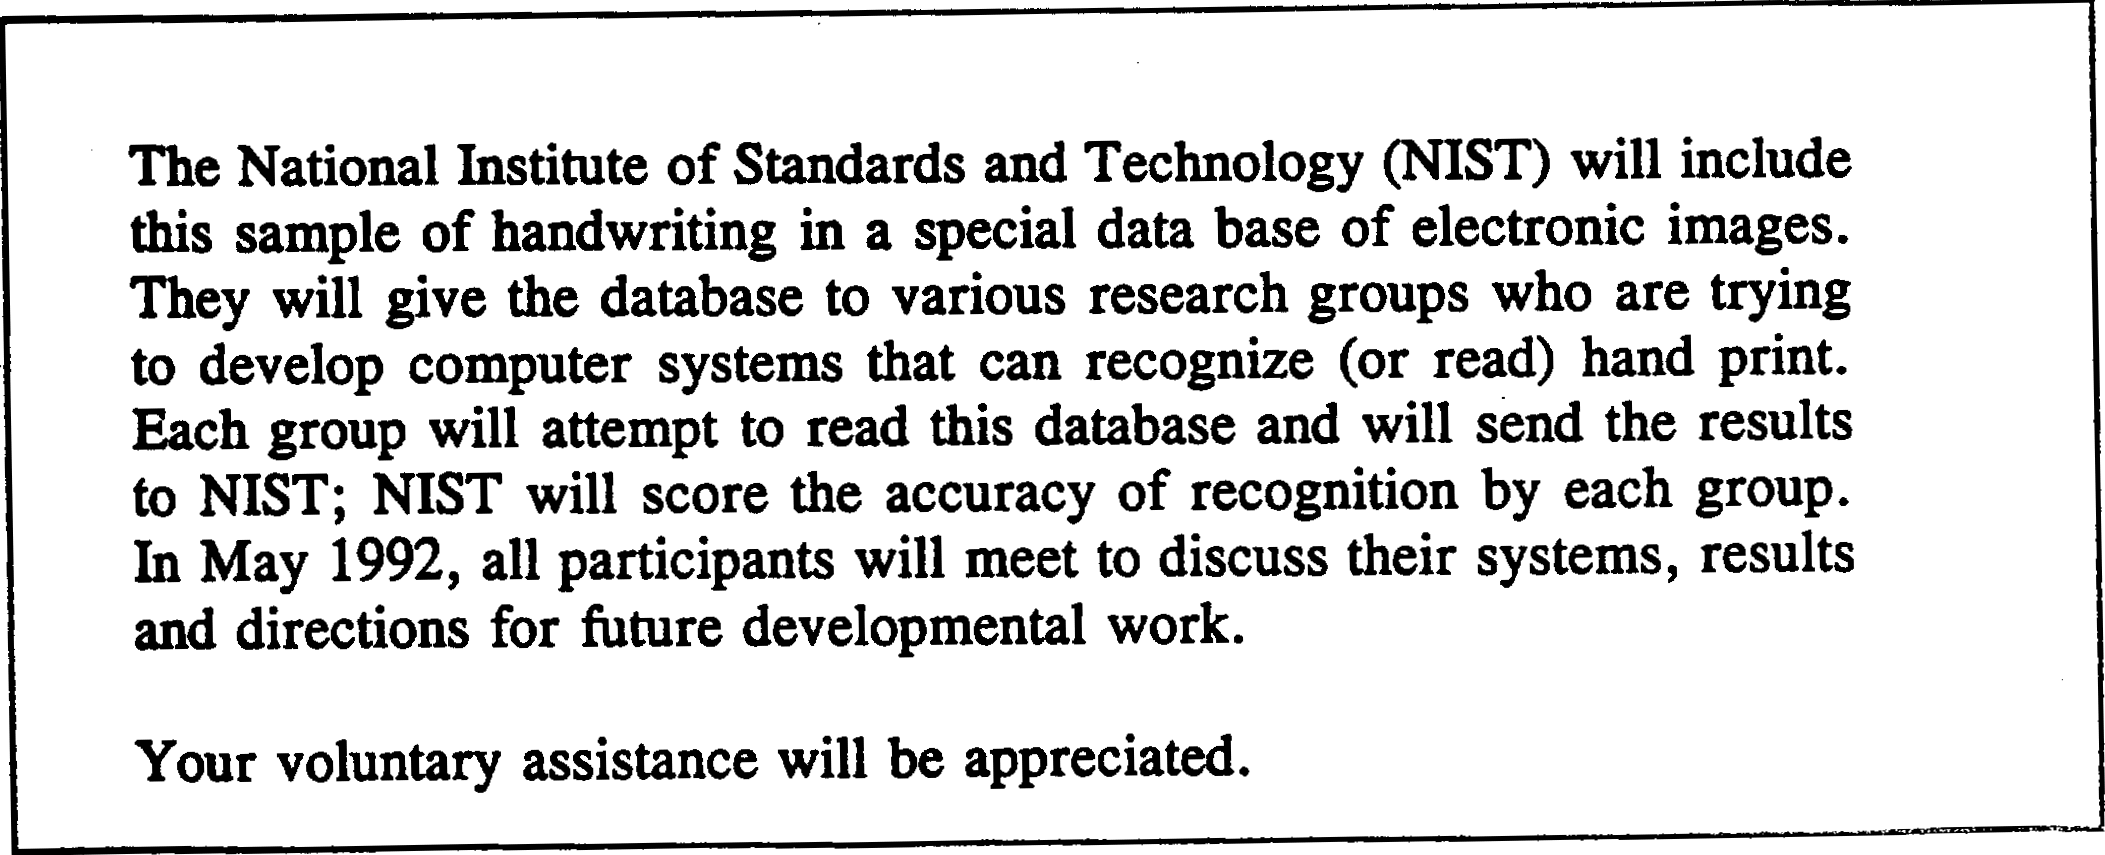 The National Institute of Standards and Technology (NIST) will include
this sample of handwriting in a special data base of electronic images.
They will give the database to various research groups who are trying
to develop computer systems that can recognize (or read) hand print.
Each group will attempt to read this database and will send the results
to NIST; NIST will score the accuracy of recognition by each group.
In May 1992, all participants will meet to discuss their systems, results
and directions for future developmental work.
Your voluntary assistance will be appreciated.